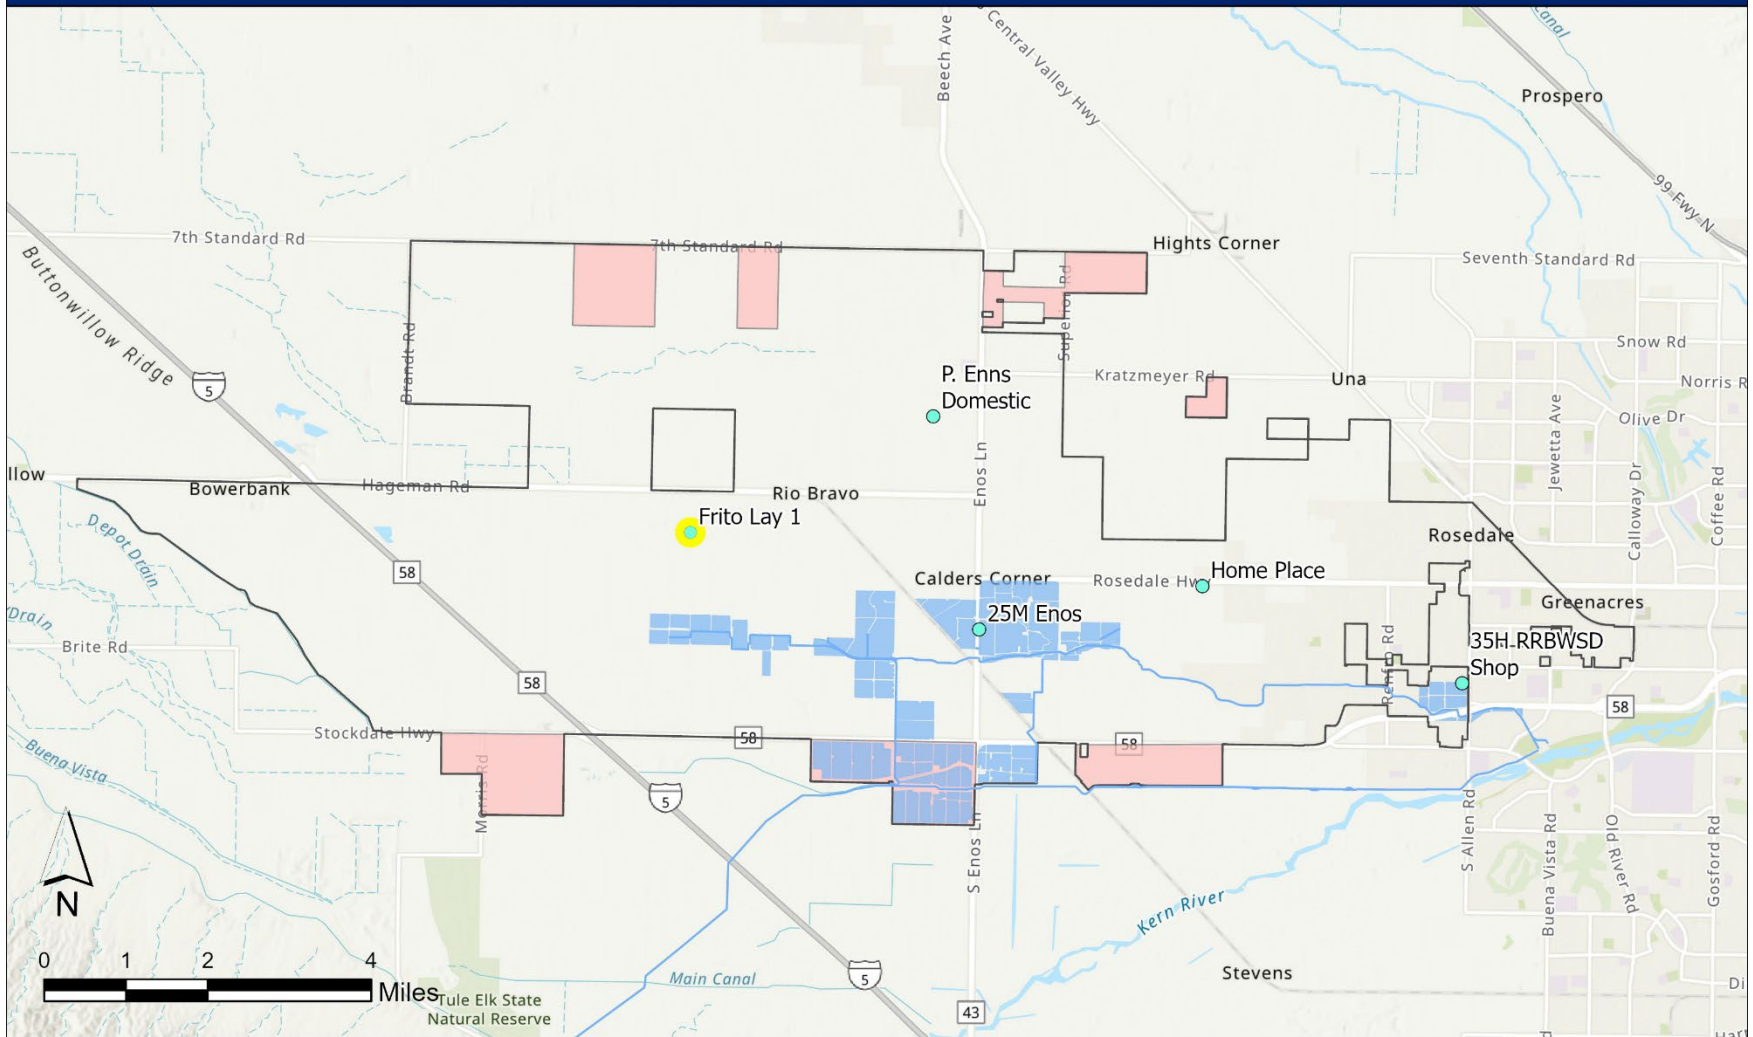 Canal
Beech Ave
Central Valley Hwy
Prospero
99 Fwy N
7th Standard Rd
7th Standard Rd
Hights Corner
Seventh Standard Rd
Buttonwillow Ridge
Brandt Rd
Superior Rd
Snow Rd
5
P. Enns
Domestic
Kratzmeyer Rd
Una
Norris R
Olive Dr
Jewetta Ave
Calloway Dr
Coffee Rd
Enos Ln
llow
Bowerbank
Hageman Rd
Rio Bravo
Frito Lay 1
Depot Drain
Rosedale
58
Calders Corner
Rosedale Hwy
Home Place
Greenacres
25M Enos
Drain
Brite Rd
Renfro Rd
35H RRBWSD
Shop
58
58
Stockdale Hwy
58
58
Buena Vista
Morris Rd
5
S Enos Ln
S Allen Rd
Buena Vista Rd
Old River Rd
Gosford Rd
N
Kern River
0 1 2 4
Miles
Main Canal
5
Stevens
Di
Tule Elk State
Natural Reserve
43